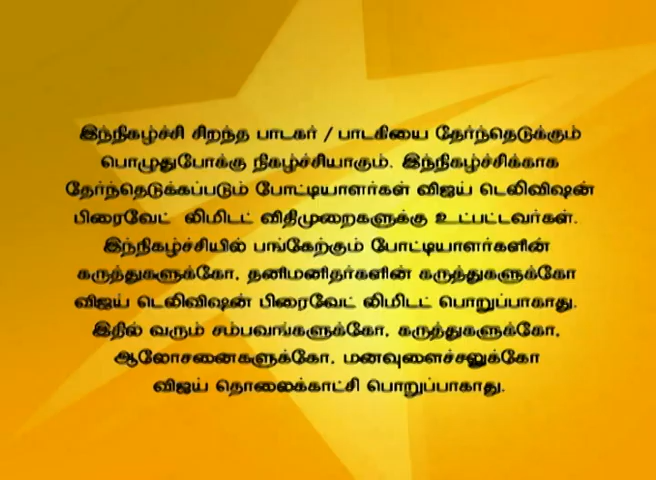 இந்நிகழ்ச்சி சிறந்த பாடகர் / பாடகியை தேர்ந்தெடுக்கும்
பொழுதுபோக்கு நிகழ்ச்சியாகும். இந்நிகழ்ச்சிக்காக
தேர்ந்தெடுக்கப்படும் போட்டியாளர்கள் விஜய் டெலிவிஷன்
பிரைவேட் லிமிடட் விதிமுறைகளுக்கு உட்பட்டவர்கள்.
இந்நிகழ்ச்சியில் பங்கேற்கும் போட்டியாளர்களின்
கருத்துகளுக்கோ, தனிமனிதர்களின் கருத்துகளுக்கோ
விஜய் டெலிவிஷன் பிரைவேட் லிமிடட் பொறுப்பாகாது.
இதில் வரும் சம்பவங்களுக்கோ, கருத்துகளுக்கோ,
ஆலோசனைகளுக்கோ, மனவுளைச்சலுக்கோ
விஜய் தொலைக்காட்சி பொறுப்பாகாது.